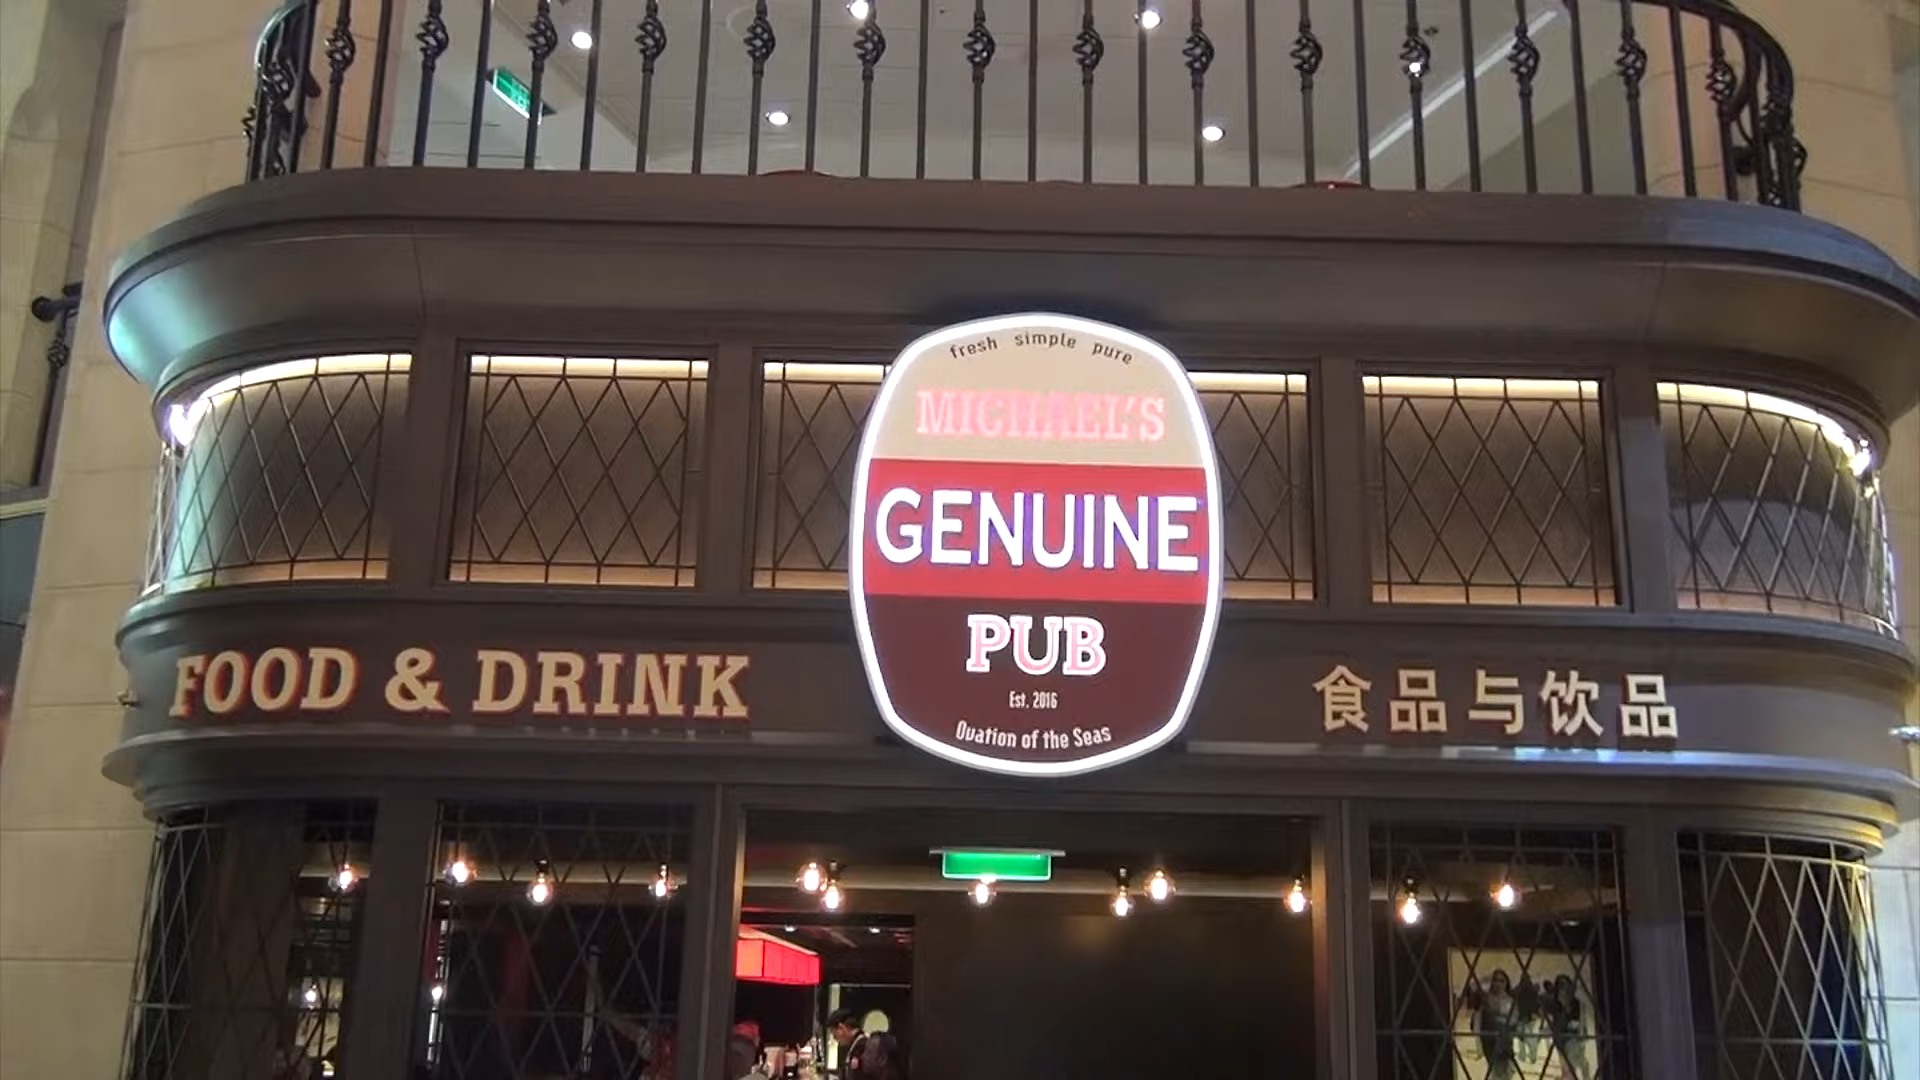 fresh simple pure
MICHAEL'S
GENUINE
PUB
Est. 2016
Ovation of the Seas
FOOD & DRINK
食品与饮品